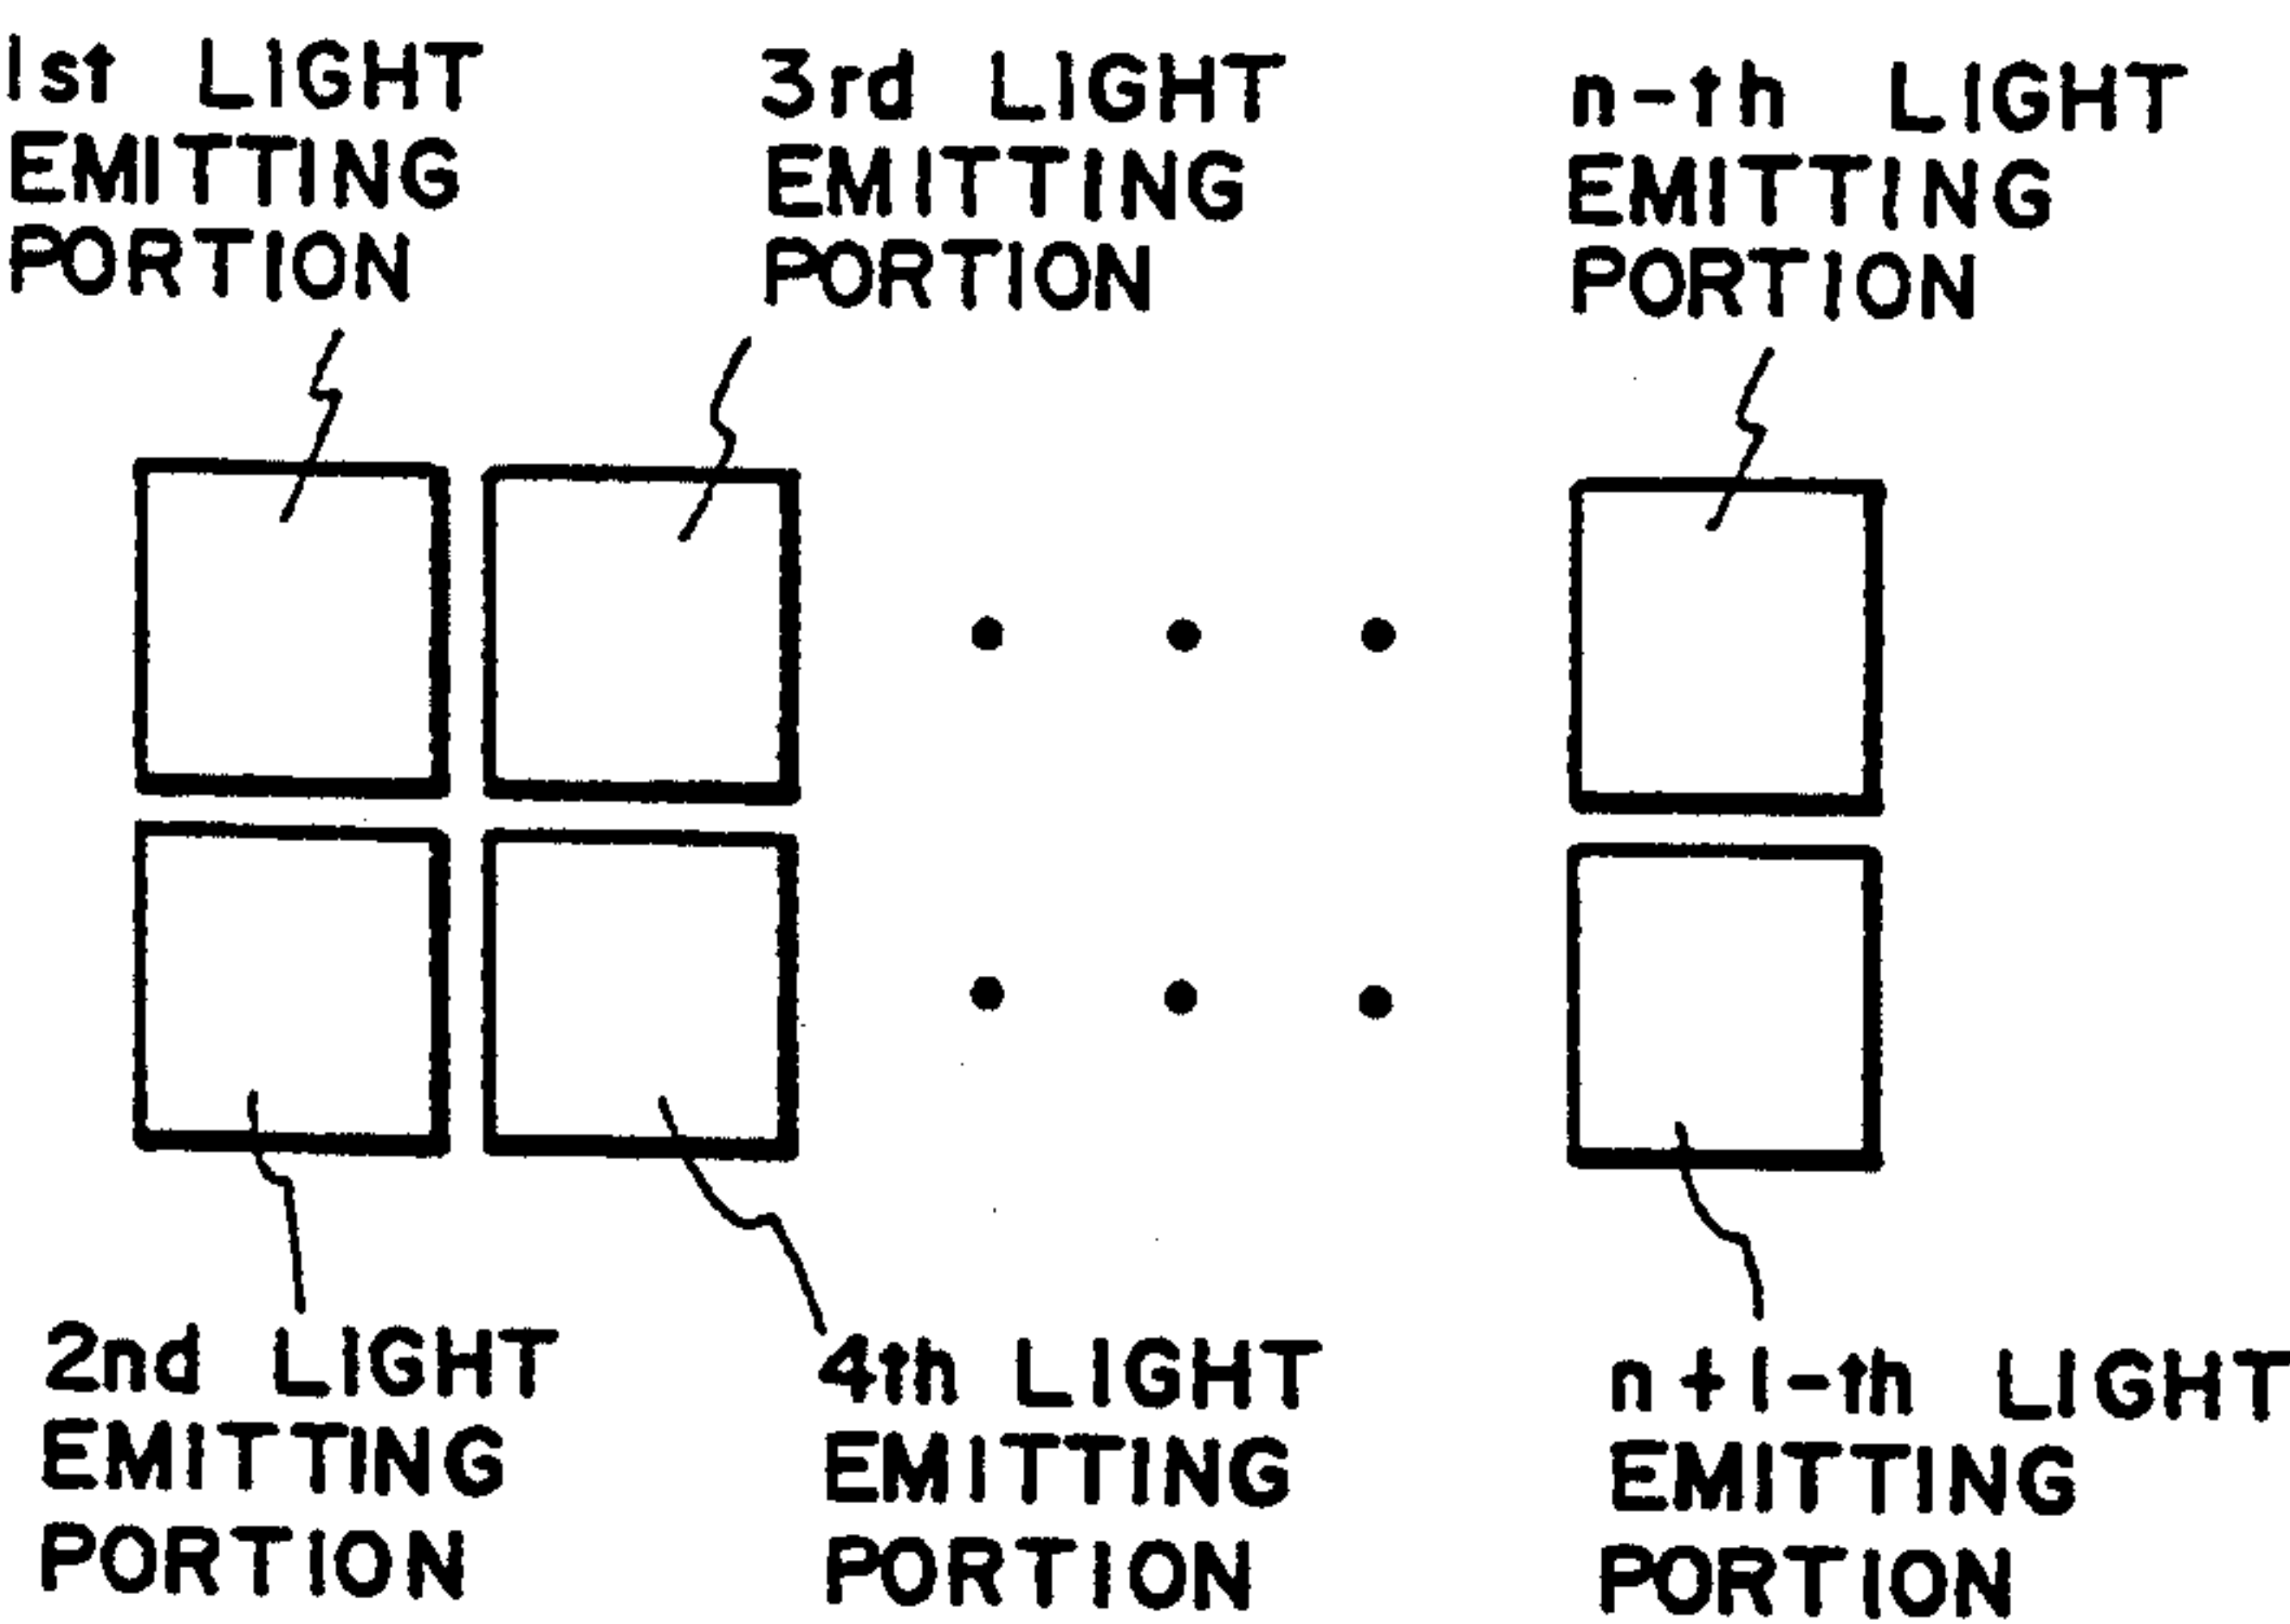 1st LIGHT
EMITTING
PORTION
3rd LIGHT
EMITTING
PORTION
n-th LIGHT
EMITTING
PORTION
2nd LIGHT
EMITTING
PORTION
4th LIGHT
EMITTING
PORTION
n+1-th LIGHT
EMITTING
PORTION